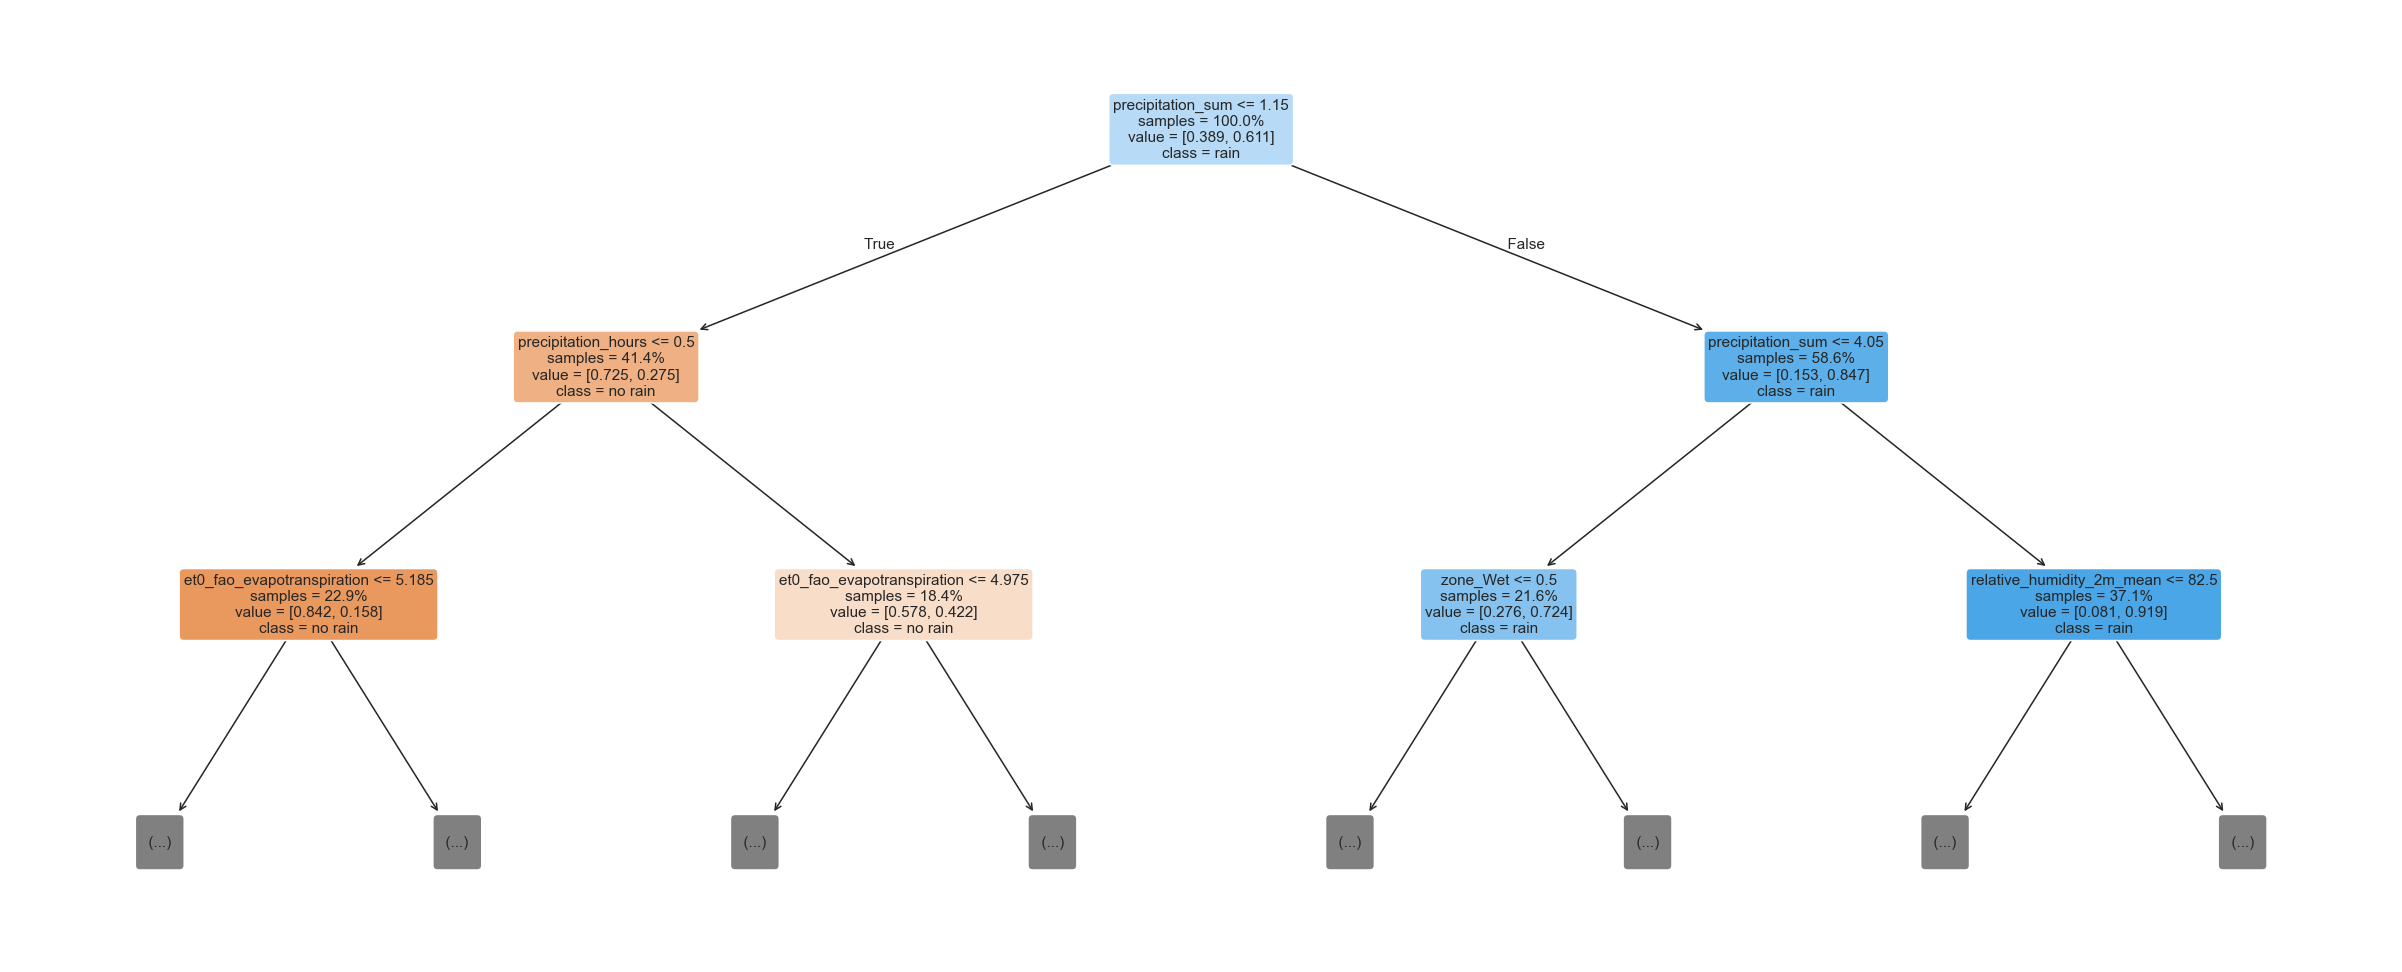 precipitation_sum <= 1.15
samples = 100.0%
value = [0.389, 0.611]
class = rain
True
False
precipitation_hours <= 0.5
samples = 41.4%
value = [0.725, 0.275]
class = no rain
precipitation_sum <= 4.05
samples = 58.6%
value = [0.153, 0.847]
class = rain
et0_fao_evapotranspiration <= 5.185
samples = 22.9%
value = [0.842, 0.158]
class = no rain
et0_fao_evapotranspiration <= 4.975
samples = 18.4%
value = [0.578, 0.422]
class = no rain
zone_Wet <= 0.5
samples = 21.6%
value = [0.276, 0.724]
class = rain
relative_humidity_2m_mean <= 82.5
samples = 37.1%
value = [0.081, 0.919]
class = rain
(...)
(...)
(...)
(...)
(...)
(...)
(...)
(...)